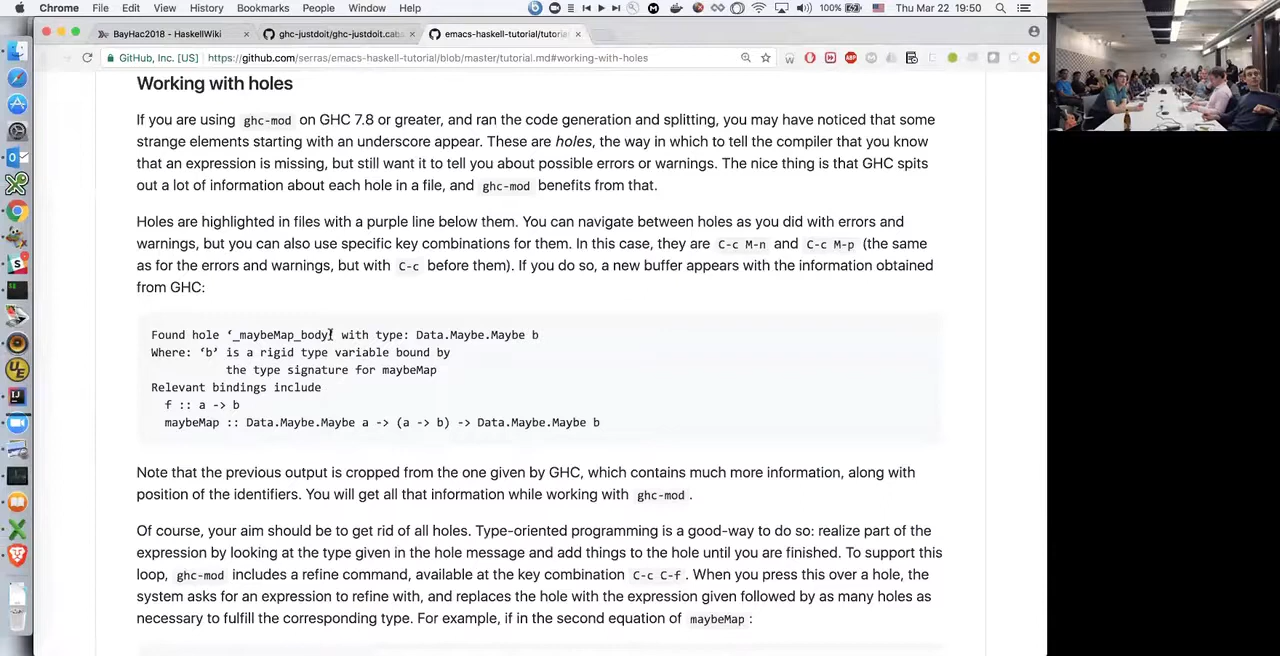 Chrome File Edit View History Bookmarks People Window Help 100% Thu Mar 22 19:50
BayHac2018 - HaskellWiki × ghc-justdoit/ghc-justdoit.caba × emacs-haskell-tutorial/tutoria ×
GitHub, Inc. [US] https://github.com/serras/emacs-haskell-tutorial/blob/master/tutorial.md#working-with-holes
Working with holes
If you are using ghc-mod on GHC 7.8 or greater, and ran the code generation and splitting, you may have noticed that some
strange elements starting with an underscore appear. These are holes, the way in which to tell the compiler that you know
that an expression is missing, but still want it to tell you about possible errors or warnings. The nice thing is that GHC spits
out a lot of information about each hole in a file, and ghc-mod benefits from that.
Holes are highlighted in files with a purple line below them. You can navigate between holes as you did with errors and
warnings, but you can also use specific key combinations for them. In this case, they are C-c M-n and C-c M-p (the same
as for the errors and warnings, but with C-c before them). If you do so, a new buffer appears with the information obtained
from GHC:
Found hole ‘_maybeMap_body’ with type: Data.Maybe.Maybe b
Where: ‘b’ is a rigid type variable bound by
the type signature for maybeMap
Relevant bindings include
f :: a -> b
maybeMap :: Data.Maybe.Maybe a -> (a -> b) -> Data.Maybe.Maybe b
Note that the previous output is cropped from the one given by GHC, which contains much more information, along with
position of the identifiers. You will get all that information while working with ghc-mod .
Of course, your aim should be to get rid of all holes. Type-oriented programming is a good-way to do so: realize part of the
expression by looking at the type given in the hole message and add things to the hole until you are finished. To support this
loop, ghc-mod includes a refine command, available at the key combination C-c C-f . When you press this over a hole, the
system asks for an expression to refine with, and replaces the hole with the expression given followed by as many holes as
necessary to fulfill the corresponding type. For example, if in the second equation of maybeMap :